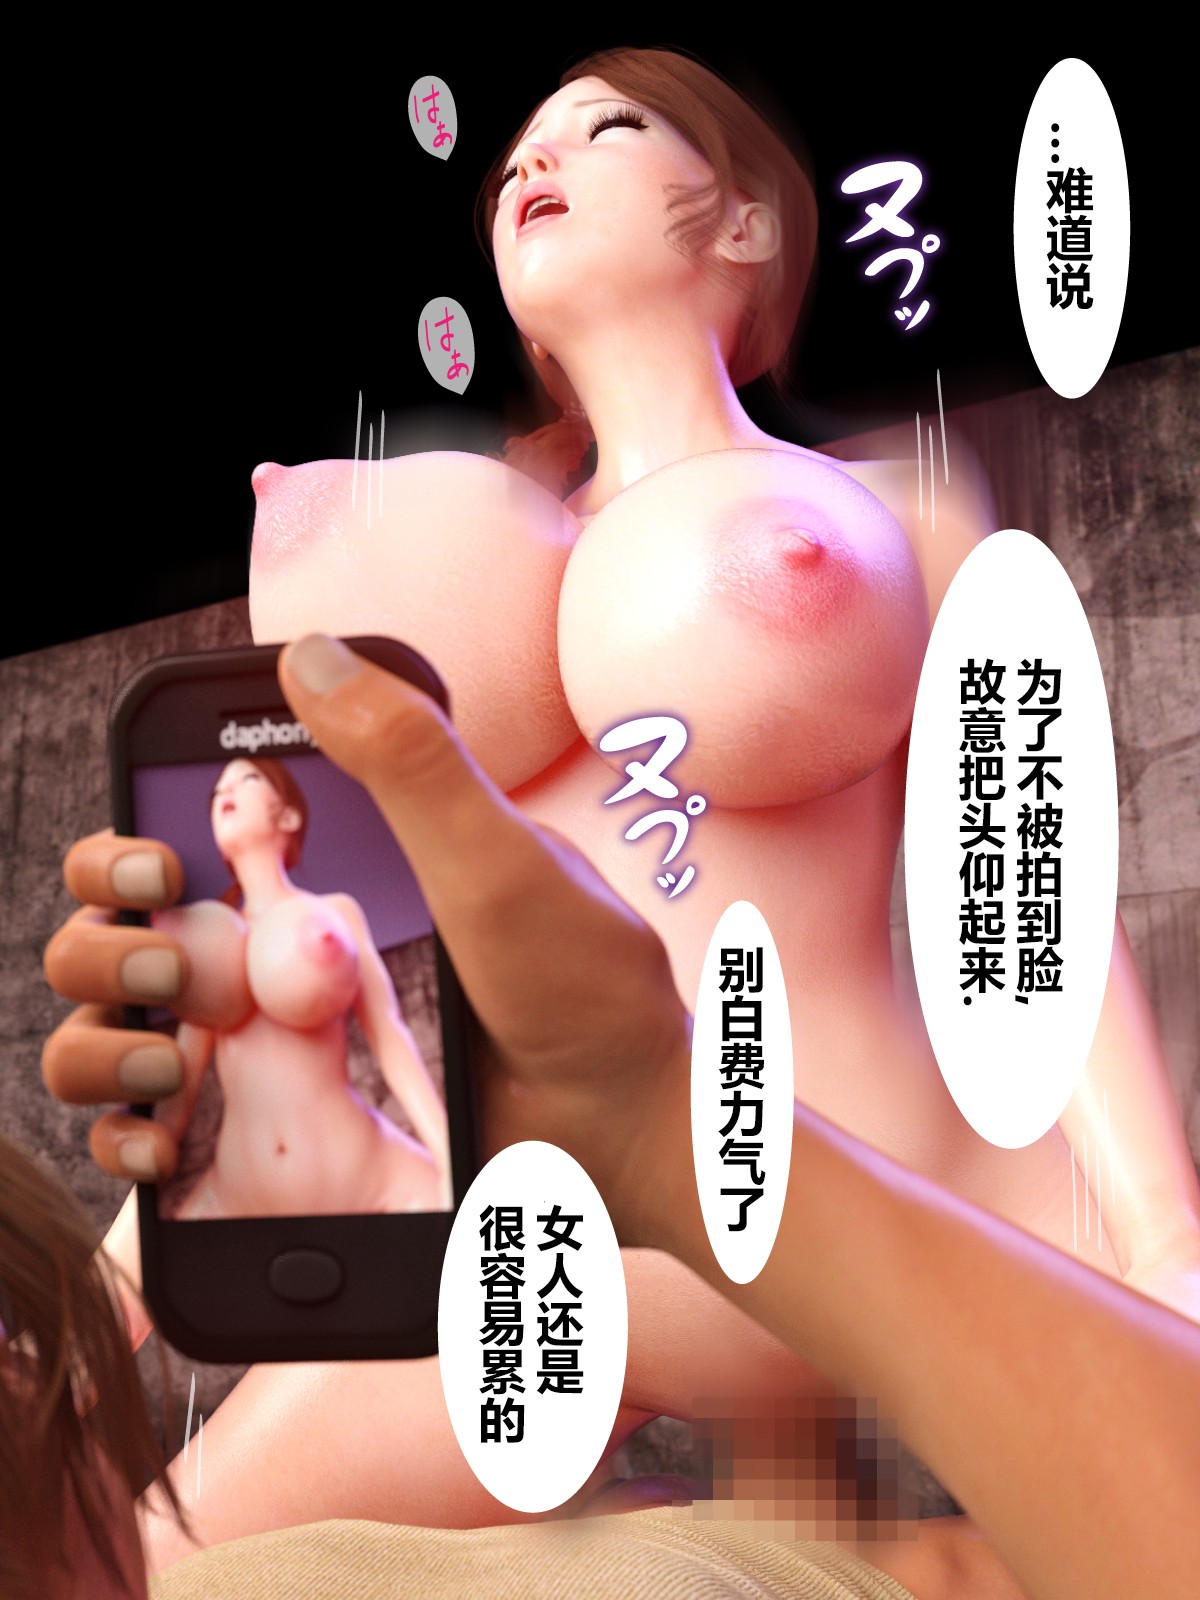 …难道说
ヌプッ
はぁ
はぁ
为了不被拍到脸,
故意把头仰起来.
ヌプッ
别白费力气了
女人还是
很容易累的